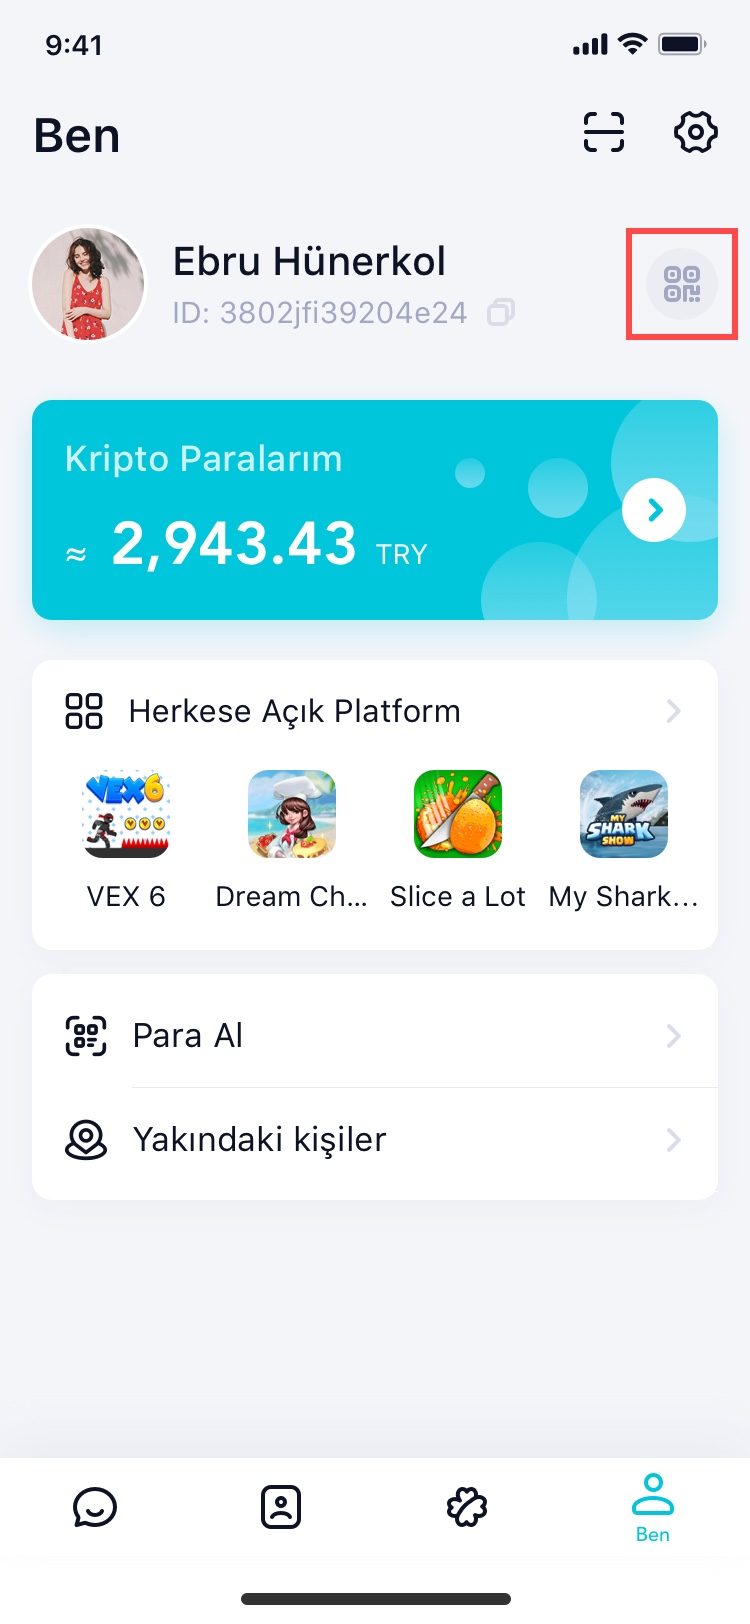 9:41
Ben
Ebru Hünerkol
ID: 3802jfi39204e24
Kripto Paralarım
≈ 2,943.43 TRY
Herkese Açık Platform
VEX6
MY
SHARK
SHOW
VEX 6
Dream Ch...
Slice a Lot
My Shark...
Para Al
Yakındaki kişiler
Ben